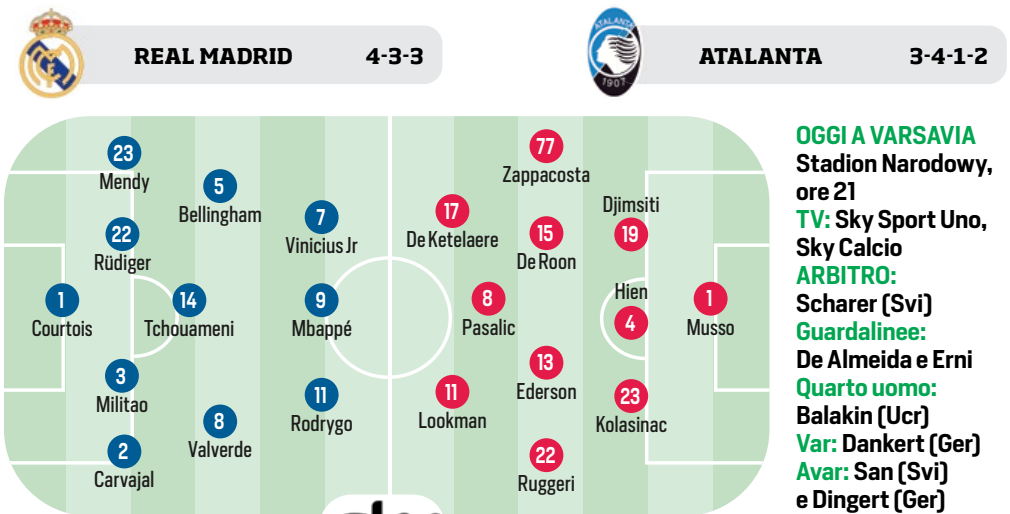 REAL MADRID 4-3-3
ATALANTA 3-4-1-2
ATALANTA
1907
23
Mendy
5
Bellingham
22
Rüdiger
7
Vinicius Jr
1
Courtois
14
Tchouameni
9
Mbappé
3
Militao
11
Rodrygo
8
Valverde
2
Carvajal
77
Zappacosta
17
De Ketelaere
15
De Roon
Djimsiti
19
8
Pasalic
Hien
4
1
Musso
13
Ederson
11
Lookman
23
Kolasinac
22
Ruggeri
OGGI A VARSAVIA
Stadion Narodowy,
ore 21
TV: Sky Sport Uno,
Sky Calcio
ARBITRO:
Scharer (Svi)
Guardalinee:
De Almeida e Erni
Quarto uomo:
Balakin (Ucr)
Var: Dankert (Ger)
Avar: San (Svi)
e Dingert (Ger)